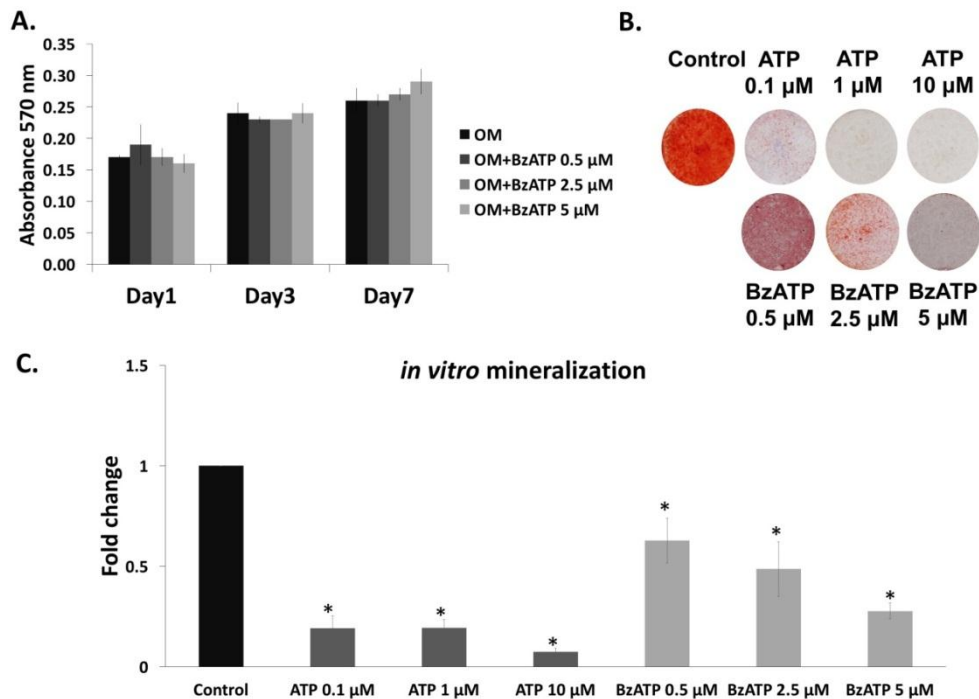 A.
0.35
0.30
0.25
0.20
0.15
0.10
0.05
0.00
Absorbance 570 nm
Day1 Day3 Day7
OM
OM+BzATP 0.5 µM
OM+BzATP 2.5 µM
OM+BzATP 5 µM
B.
Control ATP ATP ATP
0.1 µM 1 µM 10 µM
BzATP BzATP BzATP
0.5 µM 2.5 µM 5 µM
C.
in vitro mineralization
1.5
1
0.5
0
Fold change
* * * * * *
Control ATP 0.1 µM ATP 1 µM ATP 10 µM BzATP 0.5 µM BzATP 2.5 µM BzATP 5 µM